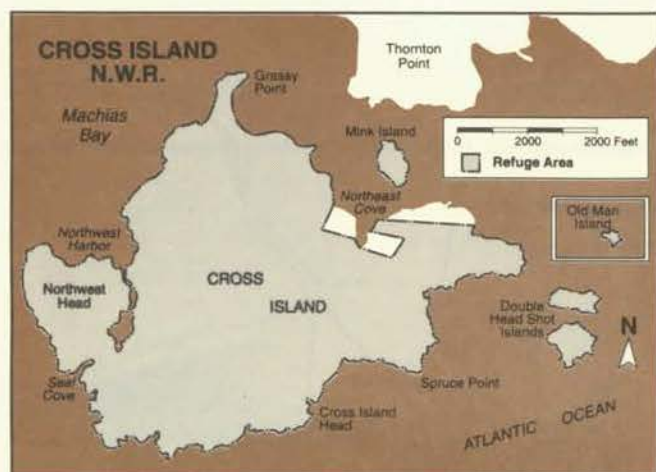 CROSS ISLAND
N.W.R.
Machias
Bay
Grassy
Point
Thornton
Point
Mink Island
0 2000 2000 Feet
Refuge Area
Northeast
Cove
Old Man
Island
Northwest
Harbor
Northwest
Head
CROSS
ISLAND
Double
Head Shot
Islands
N
Seal
Cove
Spruce Point
Cross Island
Head
ATLANTIC OCEAN